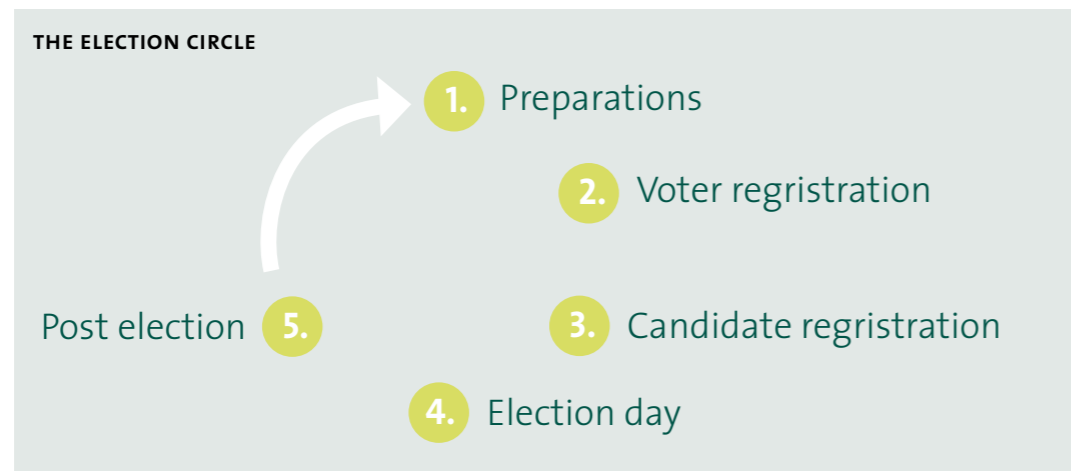 THE ELECTION CIRCLE
1. Preparations
2. Voter regristration
3. Candidate regristration
4. Election day
Post election 5.